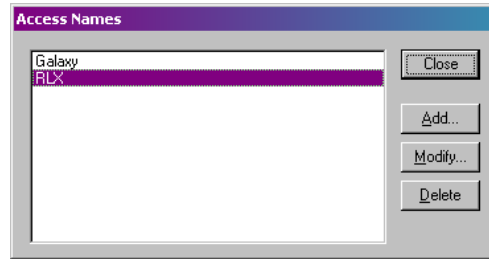 Access Names
Galaxy
RLX
Close
Add...
Modify...
Delete